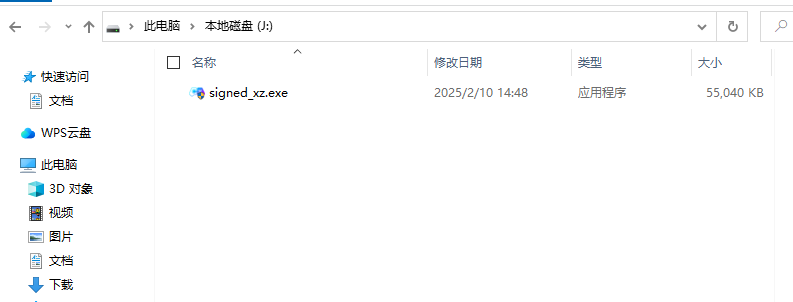 此电脑 本地磁盘 (J:)
名称 修改日期 类型 大小
signed_xz.exe 2025/2/10 14:48 应用程序 55,040 KB
快速访问
文档
WPS云盘
此电脑
3D 对象
视频
图片
文档
下载